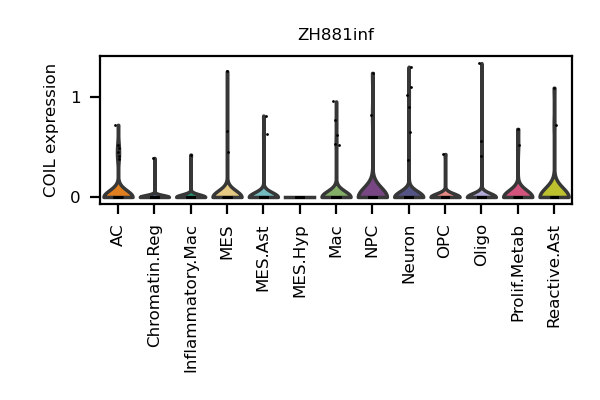 ZH881inf
COIL expression
1
0
AC
Chromatin.Reg
Inflammatory.Mac
MES
MES.Ast
MES.Hyp
Mac
NPC
Neuron
OPC
Oligo
Prolif.Metab
Reactive.Ast